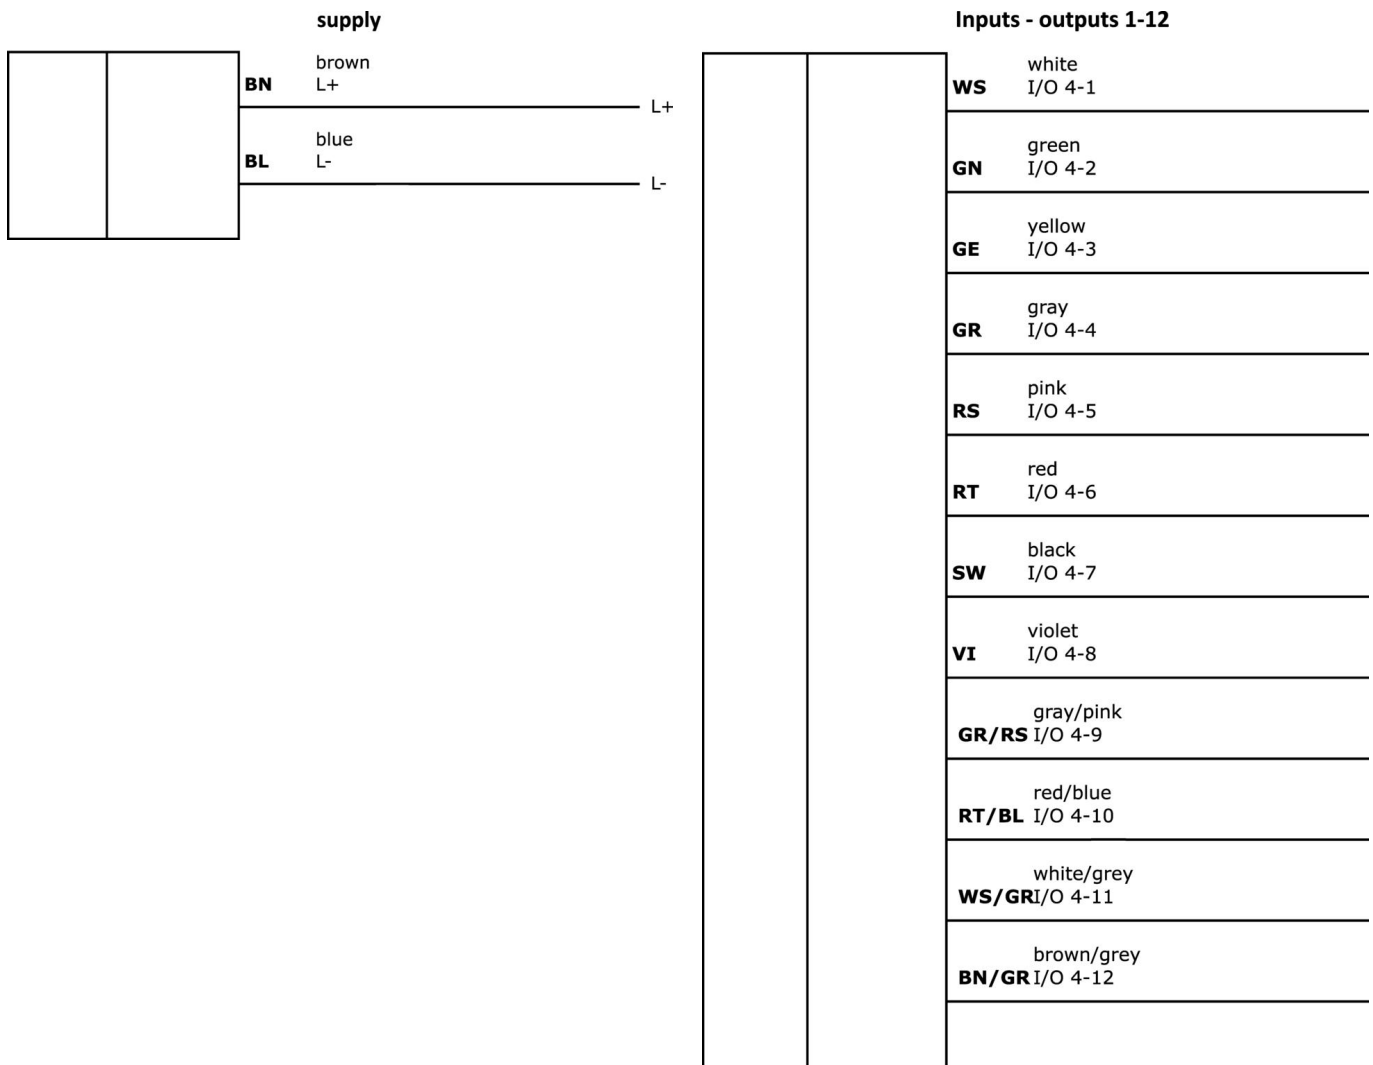 supply
BN
brown
L+
L+
BL
blue
L-
L-
Inputs - outputs 1-12
white
WS I/O 4-1
green
GN I/O 4-2
yellow
GE I/O 4-3
gray
GR I/O 4-4
pink
RS I/O 4-5
red
RT I/O 4-6
black
SW I/O 4-7
violet
VI I/O 4-8
gray/pink
GR/RS I/O 4-9
red/blue
RT/BL I/O 4-10
white/grey
WS/GR I/O 4-11
brown/grey
BN/GR I/O 4-12